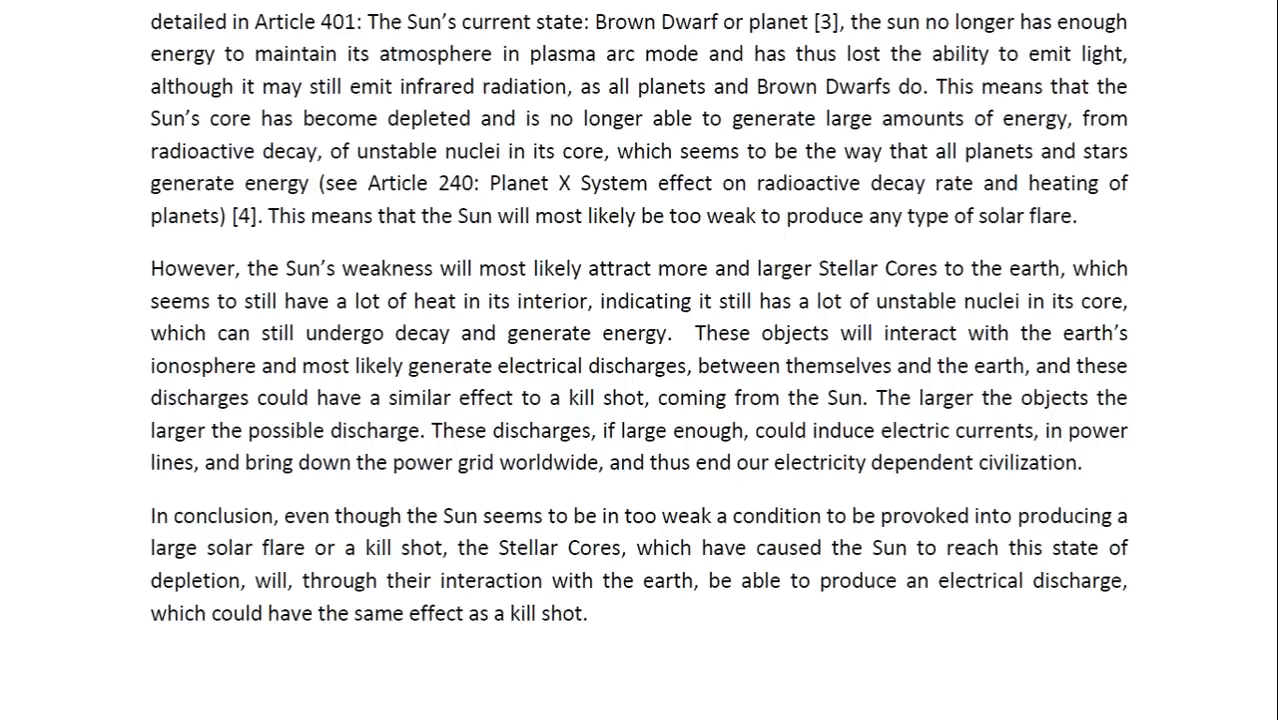 detailed in Article 401: The Sun’s current state: Brown Dwarf or planet [3], the sun no longer has enough
energy to maintain its atmosphere in plasma arc mode and has thus lost the ability to emit light,
although it may still emit infrared radiation, as all planets and Brown Dwarfs do. This means that the
Sun’s core has become depleted and is no longer able to generate large amounts of energy, from
radioactive decay, of unstable nuclei in its core, which seems to be the way that all planets and stars
generate energy (see Article 240: Planet X System effect on radioactive decay rate and heating of
planets) [4]. This means that the Sun will most likely be too weak to produce any type of solar flare.
However, the Sun’s weakness will most likely attract more and larger Stellar Cores to the earth, which
seems to still have a lot of heat in its interior, indicating it still has a lot of unstable nuclei in its core,
which can still undergo decay and generate energy.  These objects will interact with the earth’s
ionosphere and most likely generate electrical discharges, between themselves and the earth, and these
discharges could have a similar effect to a kill shot, coming from the Sun. The larger the objects the
larger the possible discharge. These discharges, if large enough, could induce electric currents, in power
lines, and bring down the power grid worldwide, and thus end our electricity dependent civilization.
In conclusion, even though the Sun seems to be in too weak a condition to be provoked into producing a
large solar flare or a kill shot, the Stellar Cores, which have caused the Sun to reach this state of
depletion, will, through their interaction with the earth, be able to produce an electrical discharge,
which could have the same effect as a kill shot.